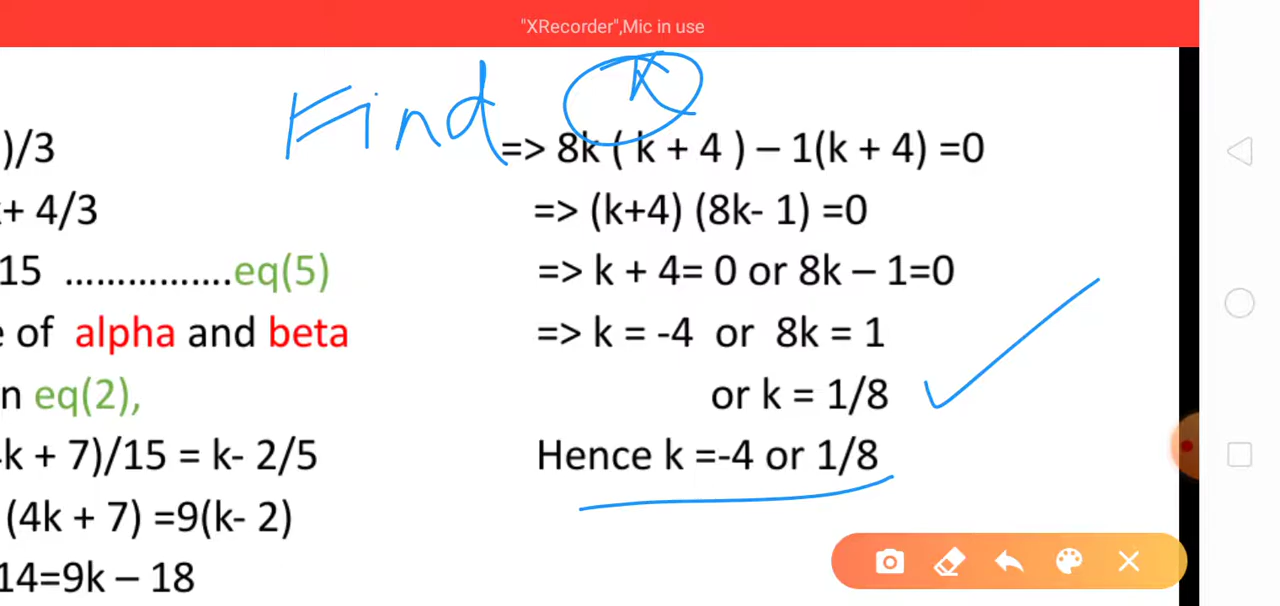 "XRecorder",Mic in use
Find K
)/3
+ 4/3
15 ................eq(5)
of alpha and beta
n eq(2),
k + 7)/15 = k- 2/5
(4k + 7) =9(k- 2)
14=9k – 18
=> 8k ( k + 4 ) – 1(k + 4) =0
=> (k+4) (8k- 1) =0
=> k + 4= 0 or 8k – 1=0
=> k = -4 or 8k = 1
or k = 1/8
Hence k =-4 or 1/8